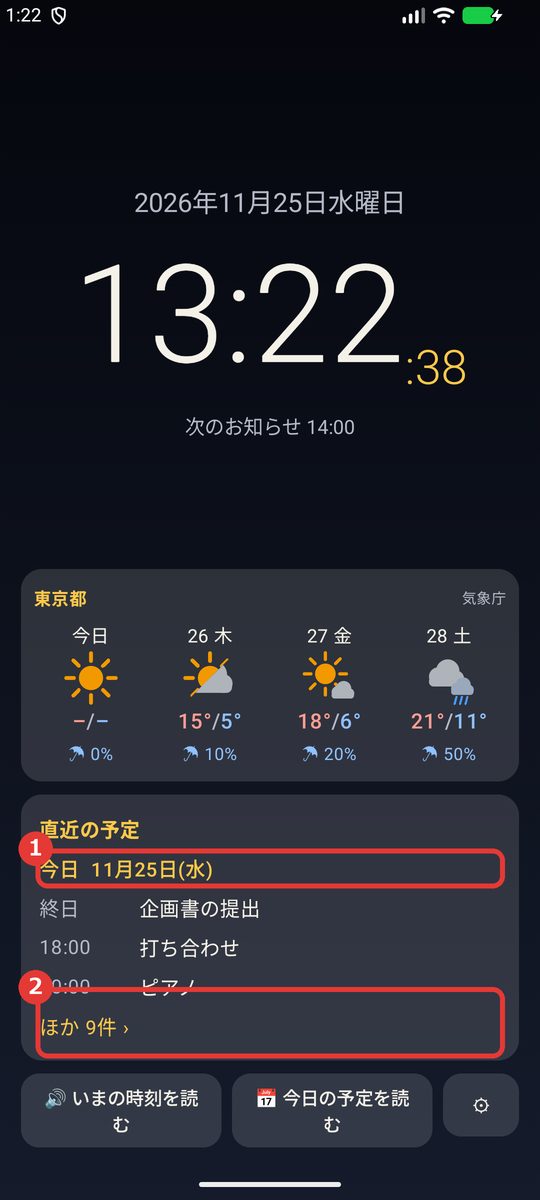 1:22
2026年11月25日水曜日
13:22:38
次のお知らせ 14:00
東京都 気象庁
今日 26 木 27 金 28 土
–/– 15°/5° 18°/6° 21°/11°
0% 10% 20% 50%
直近の予定
1
今日 11月25日(水)
終日 企画書の提出
18:00 打ち合わせ
2
ピアノ
ほか 9件 ›
いまの時刻を読む
今日の予定を読む